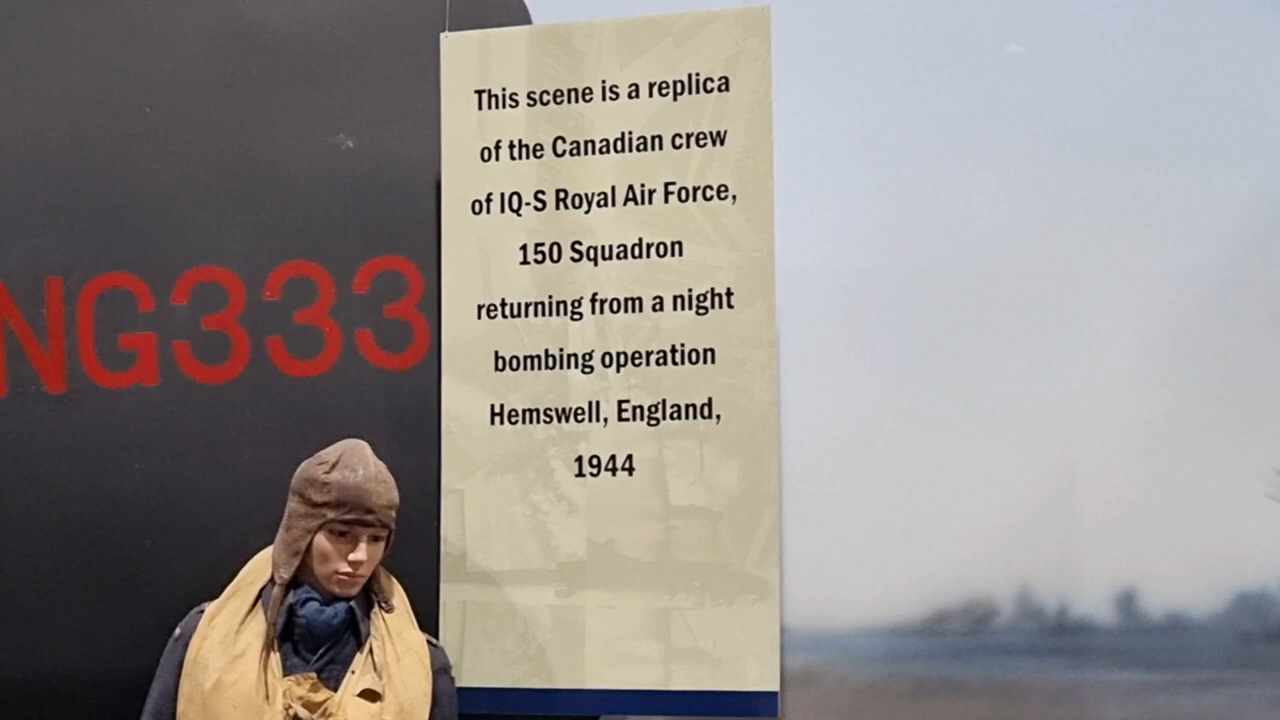 NG333
This scene is a replica
of the Canadian crew
of IQ-S Royal Air Force,
150 Squadron
returning from a night
bombing operation
Hemswell, England,
1944